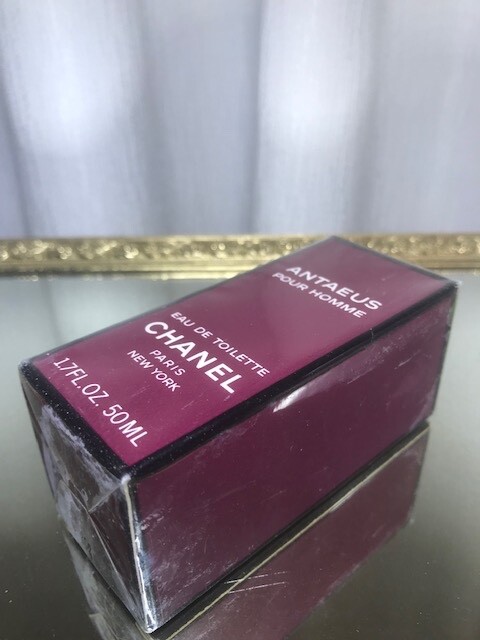 ANTAEUS
POUR HOMME
EAU DE TOILETTE
CHANEL
PARIS
NEW YORK
1.7FL.OZ. 50ML